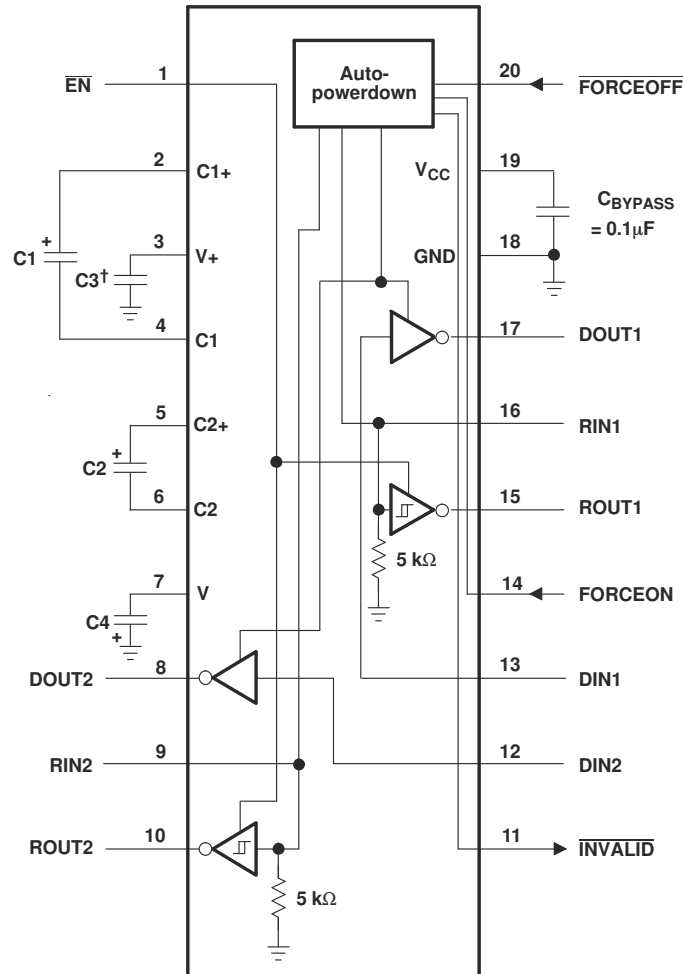 EN
1
Auto-
powerdown
20
FORCEOFF
2
C1+
VCC
19
CBYPASS
= 0.1μF
C1
+
3
V+
C3†
GND
18
4
C1
17
DOUT1
5
C2+
16
RIN1
C2
+
6
C2
15
ROUT1
5 kΩ
7
V
14
FORCEON
C4
+
DOUT2
8
13
DIN1
RIN2
9
12
DIN2
ROUT2
10
11
INVALID
5 kΩ